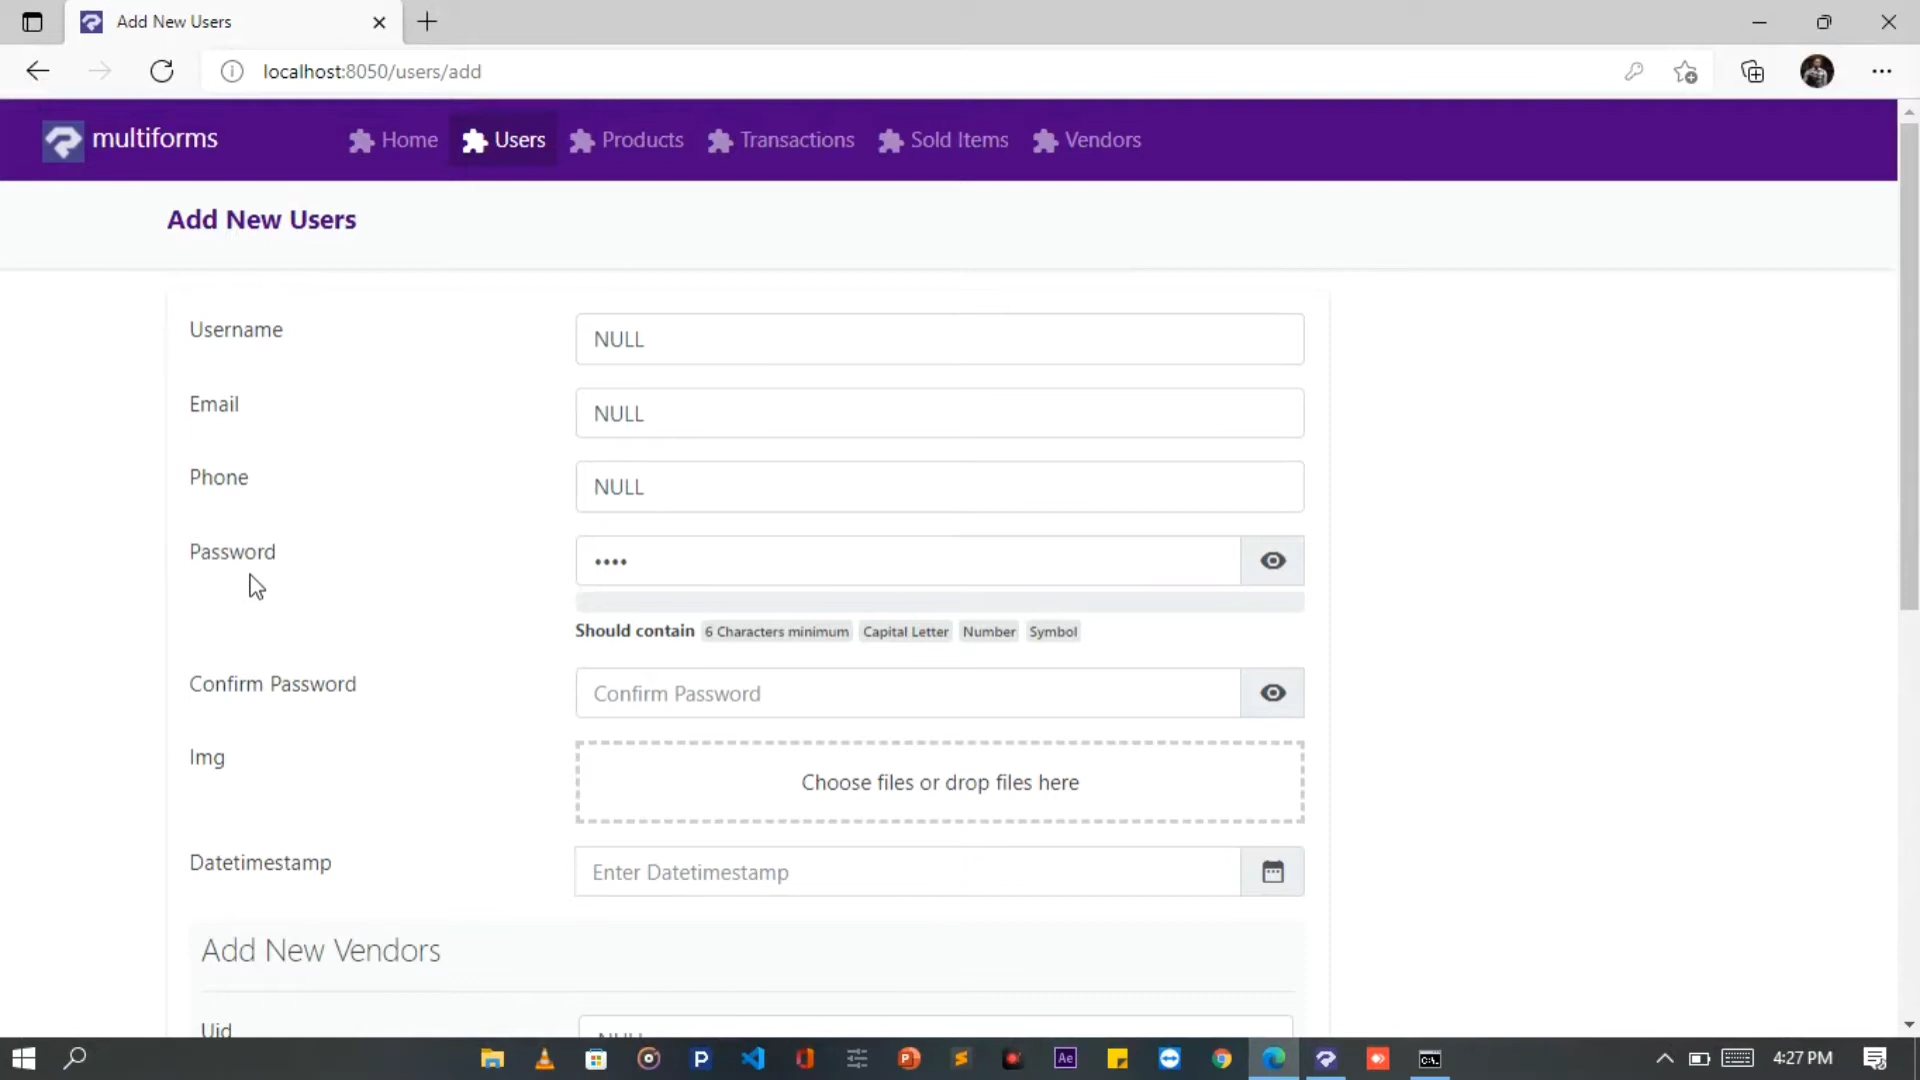 Add New Users
localhost:8050/users/add
multiforms
Home
Users
Products
Transactions
Sold Items
Vendors
Add New Users
Username
NULL
Email
NULL
Phone
NULL
Password
••••
Should contain 6 Characters minimum Capital Letter Number Symbol
Confirm Password
Confirm Password
Img
Choose files or drop files here
Datetimestamp
Enter Datetimestamp
Add New Vendors
Uid
NULL
P
Ae
4:27 PM